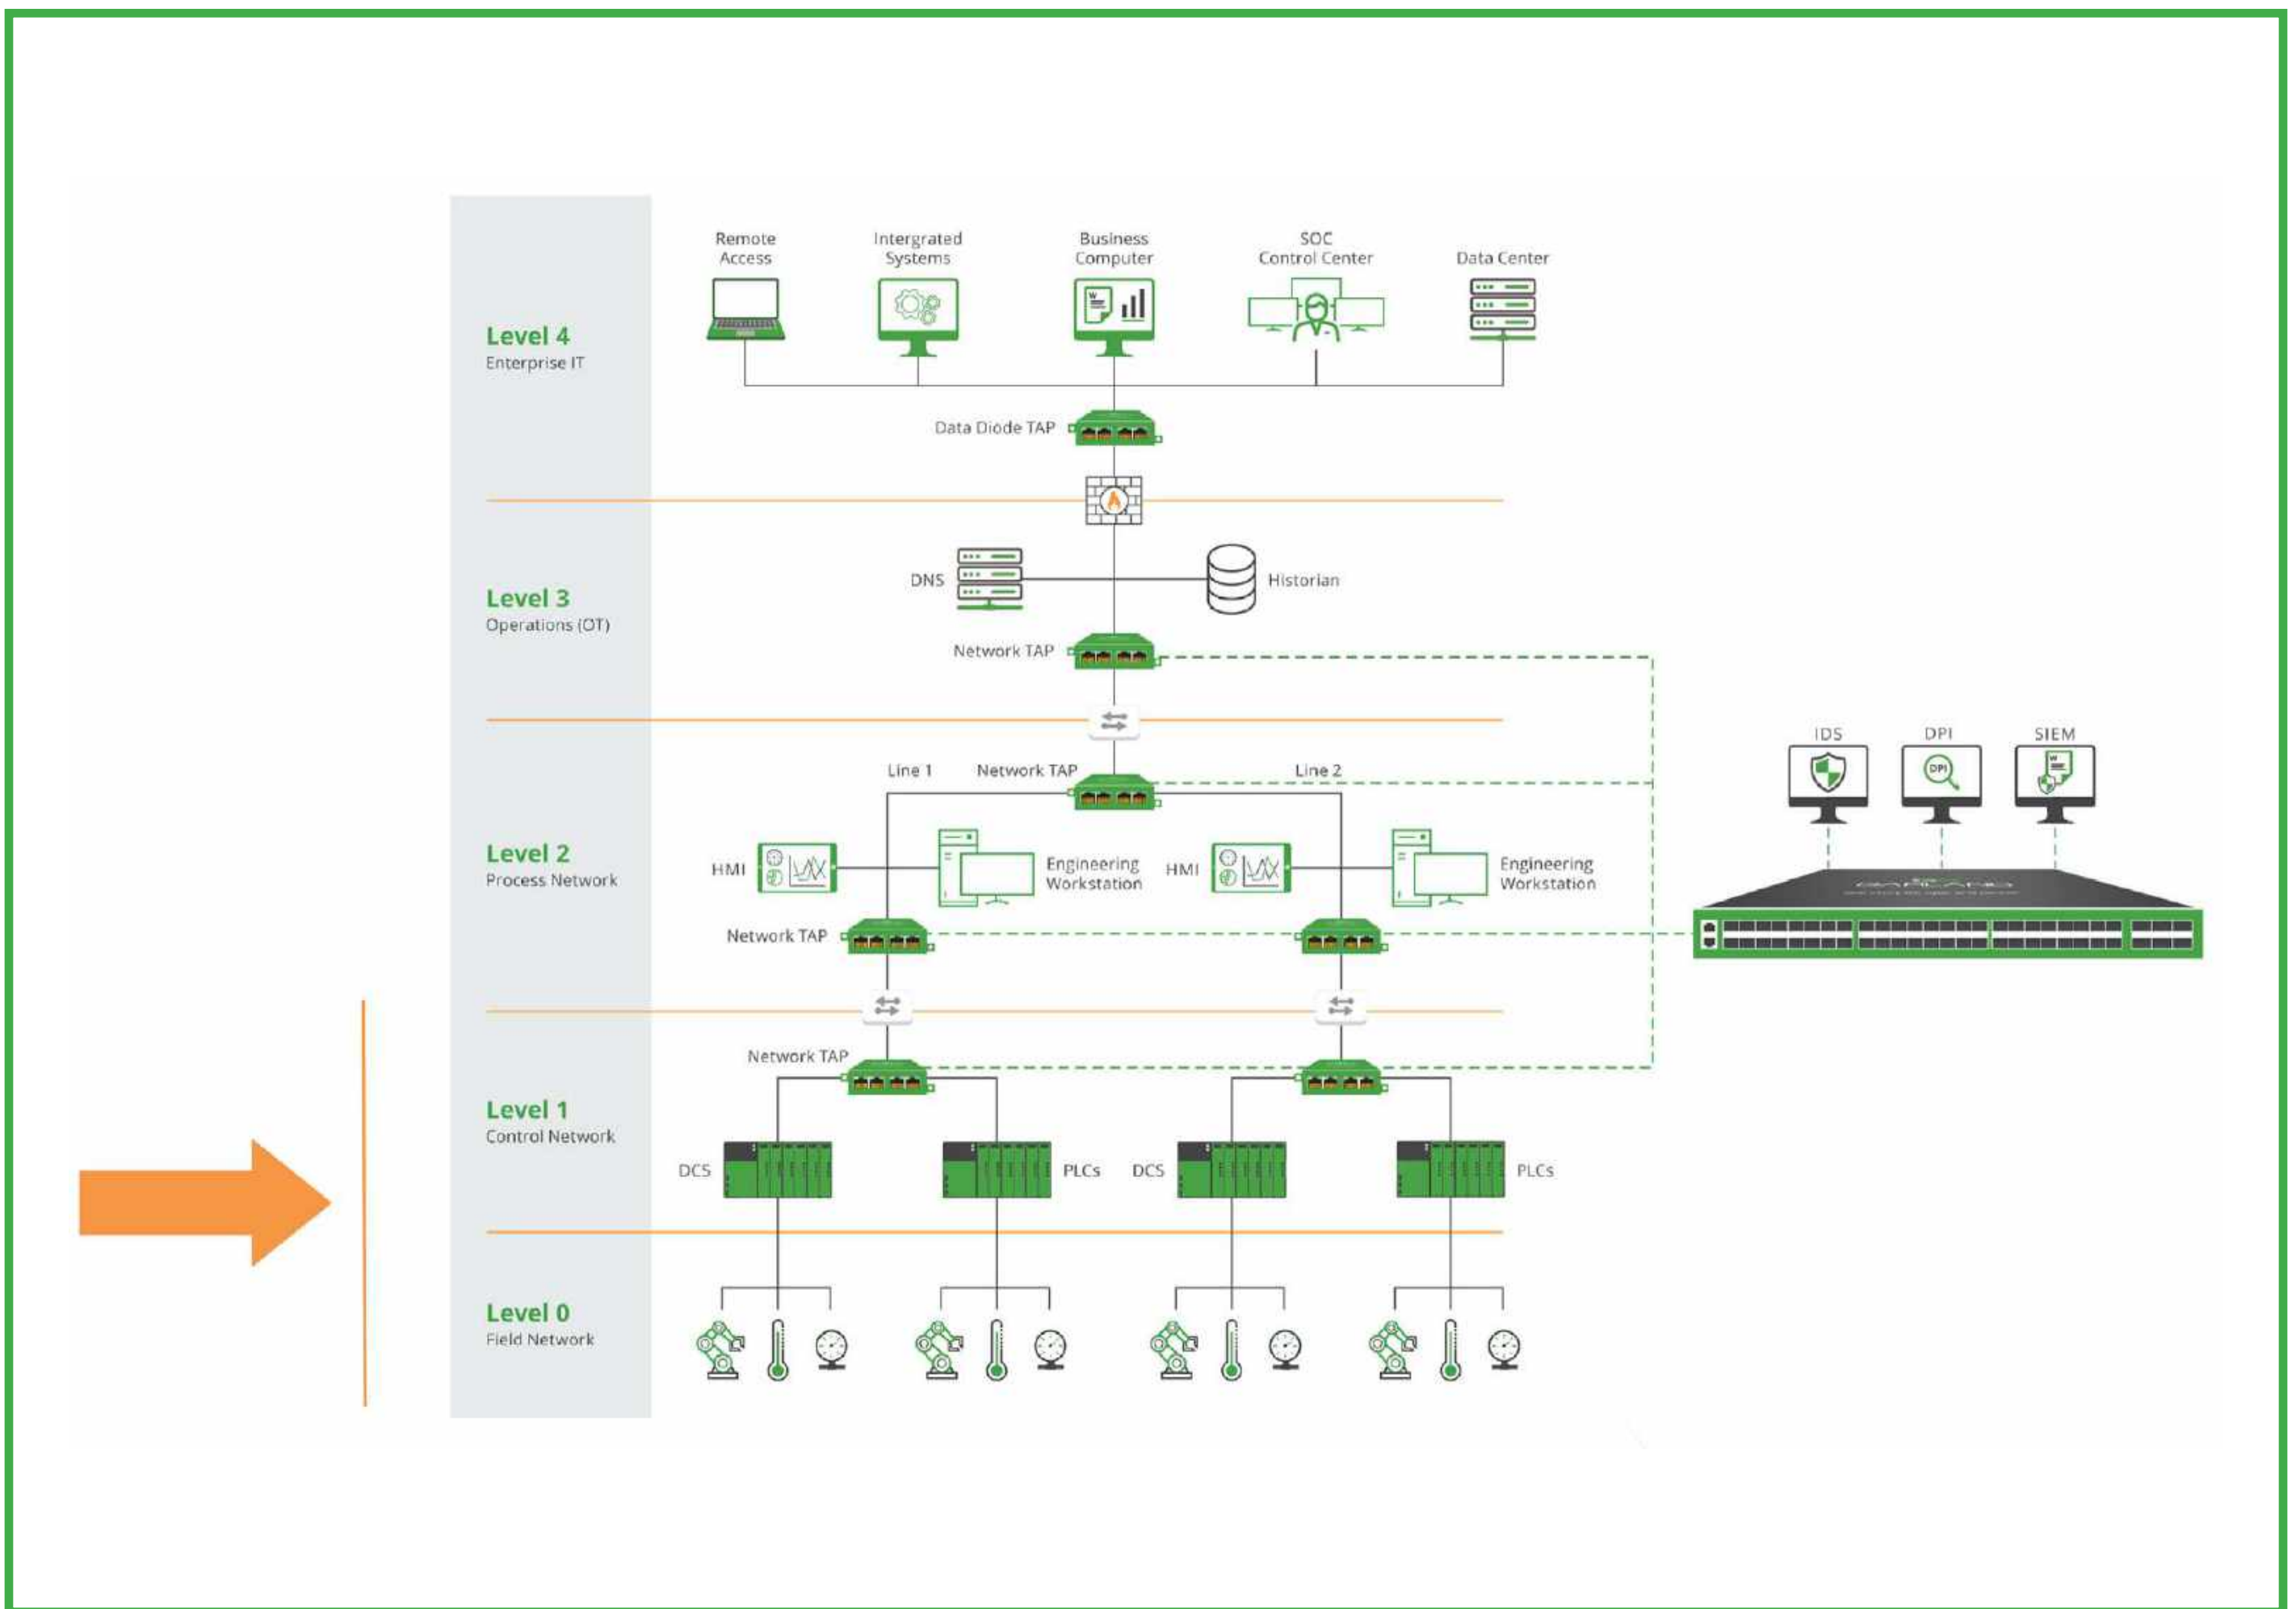 Remote
Access
Intergrated
Systems
Business
Computer
SOC
Control Center
Data Center
Level 4
Enterprise IT
W
Data Diode TAP
DNS
Historian
Level 3
Operations (OT)
Network TAP
Line 1
Network TAP
Line 2
IDS
DPI
SIEM
DPI
W
Level 2
Process Network
HMI
Engineering
Workstation
HMI
Engineering
Workstation
GARLAND
Network TAP
Network TAP
Level 1
Control Network
DCS
PLCs
DCS
PLCs
Level 0
Field Network